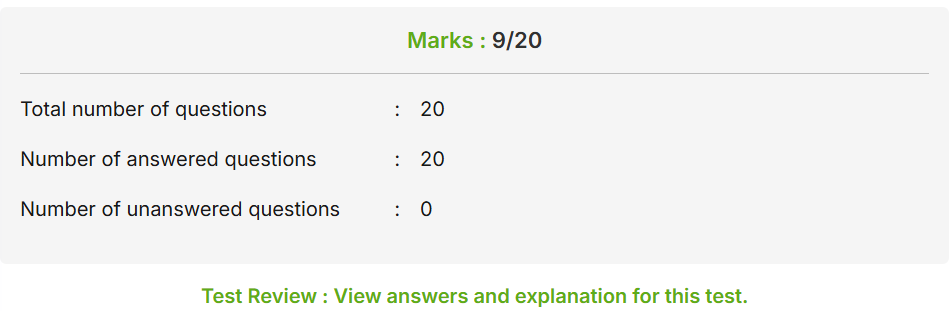 Marks : 9/20
Total number of questions : 20
Number of answered questions : 20
Number of unanswered questions : 0
Test Review : View answers and explanation for this test.